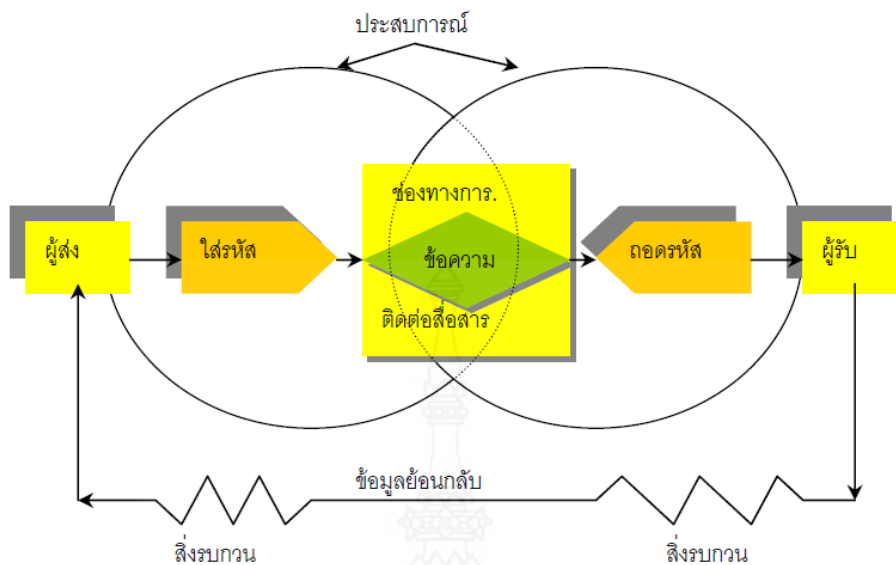 ประสบการณ์
ช่องทางการ.
ผู้ส่ง
ใส่รหัส
ข้อความ
ถอดรหัส
ผู้รับ
ติดต่อสื่อสาร
ข้อมูลย้อนกลับ
สิ่งรบกวน
สิ่งรบกวน